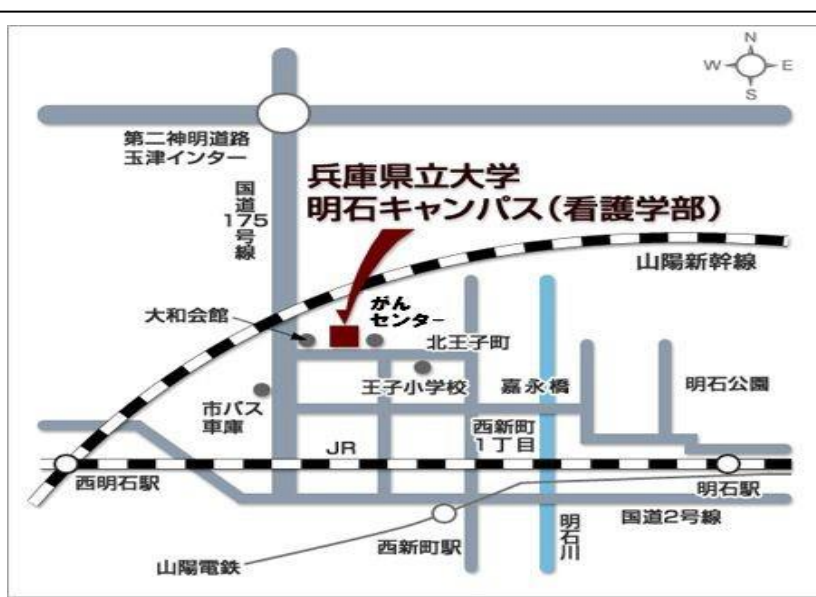 N
W E
S
第二神明道路
玉津インター
国道175号線
兵庫県立大学
明石キャンパス(看護学部)
山陽新幹線
大和会館
がん
センター
北王子町
王子小学校
嘉永橋
明石公園
市バス
車庫
西新町
1丁目
JR
西明石駅
明石駅
国道2号線
西新町駅
明石川
山陽電鉄